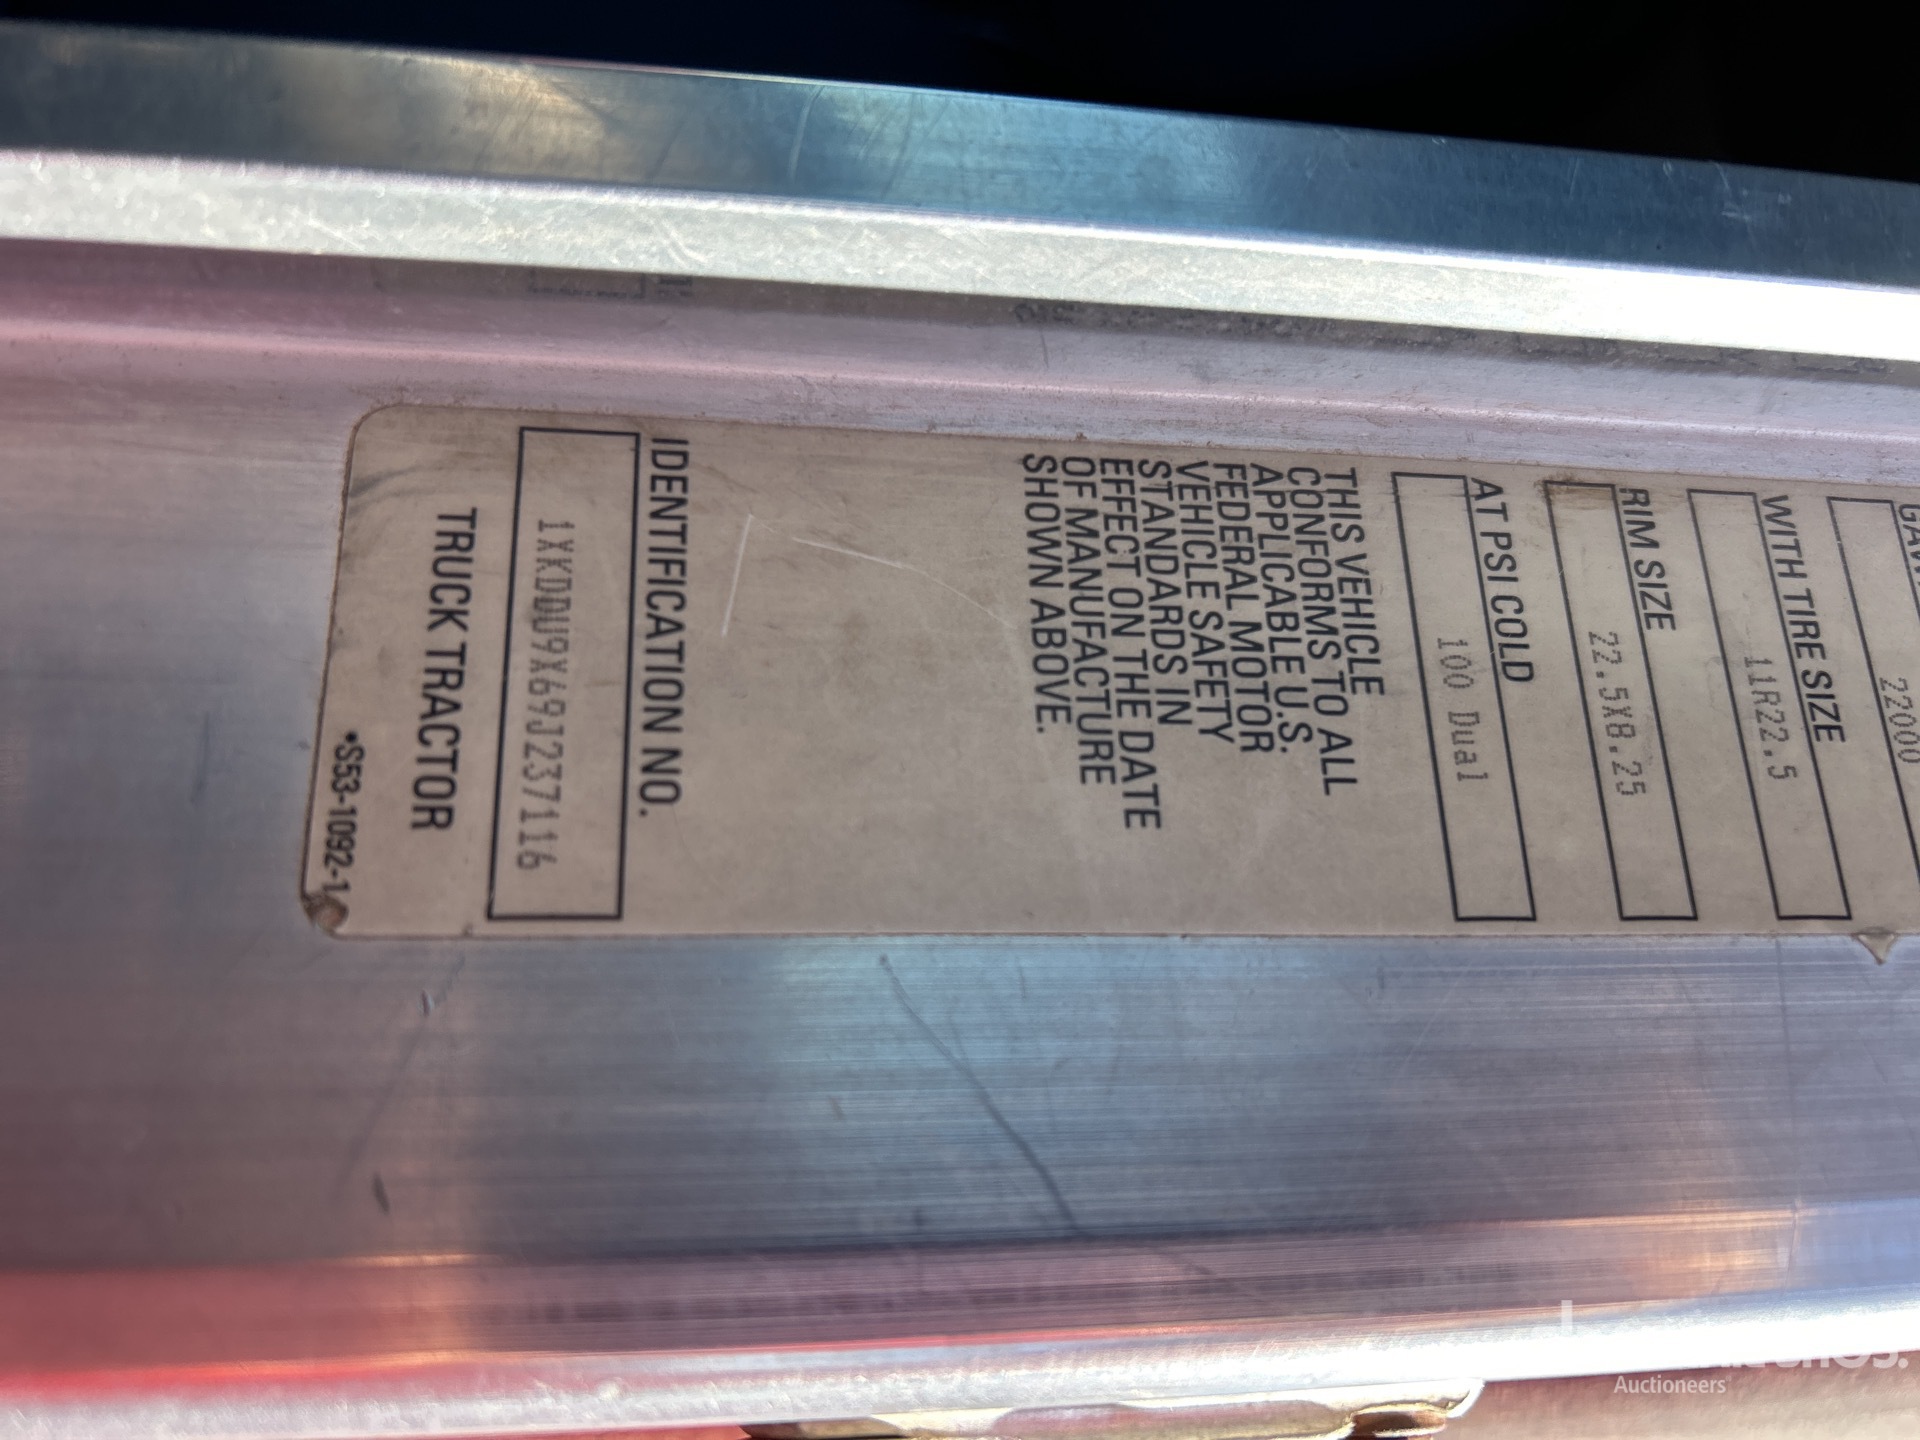 22000
WITH TIRE SIZE
11R22.5
RIM SIZE
22.5X8.25
AT PSI COLD
100 Dual
THIS VEHICLE
CONFORMS TO ALL
APPLICABLE U.S.
FEDERAL MOTOR
VEHICLE SAFETY
STANDARDS IN
EFFECT ON THE DATE
OF MANUFACTURE
SHOWN ABOVE.
IDENTIFICATION NO.
1XKDDU9X69J237116
TRUCK TRACTOR
•S53-1092-1
Auctioneers